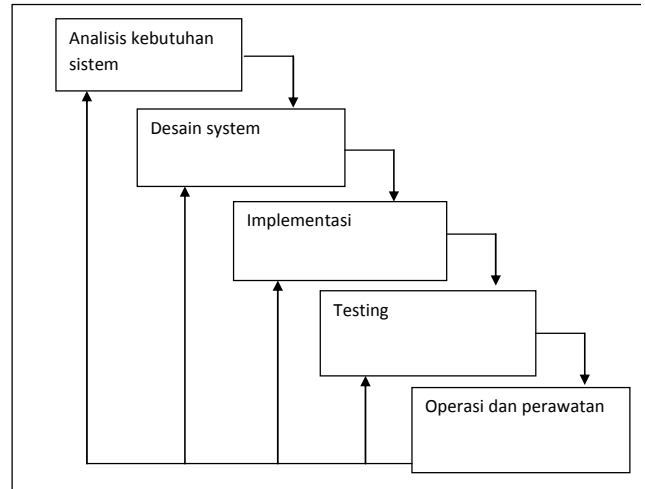 Analisis kebutuhan
sistem
Desain system
Implementasi
Testing
Operasi dan perawatan